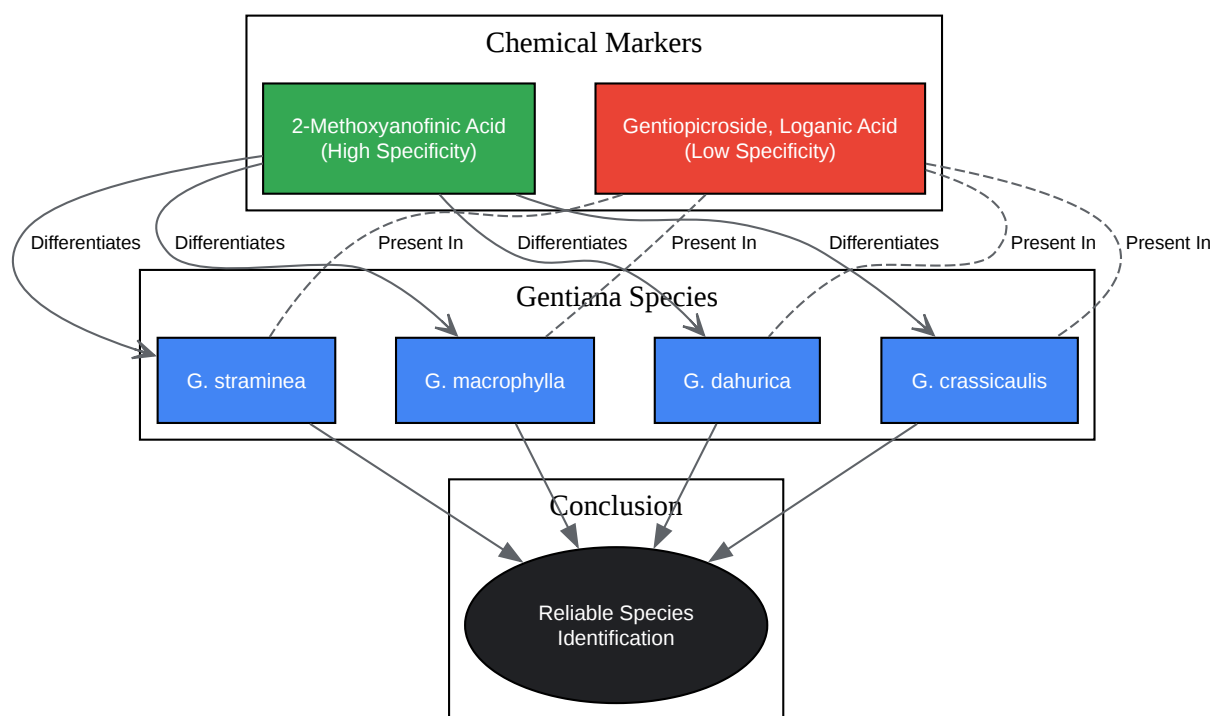 Chemical Markers
2-Methoxyanofinic Acid
(High Specificity)
Gentiopicroside, Loganic Acid
(Low Specificity)
Differentiates
Differentiates
Present In
Differentiates
Present In
Differentiates
Present In
Present In
Gentiana Species
G. straminea
G. macrophylla
G. dahurica
G. crassicaulis
Conclusion
Reliable Species
Identification